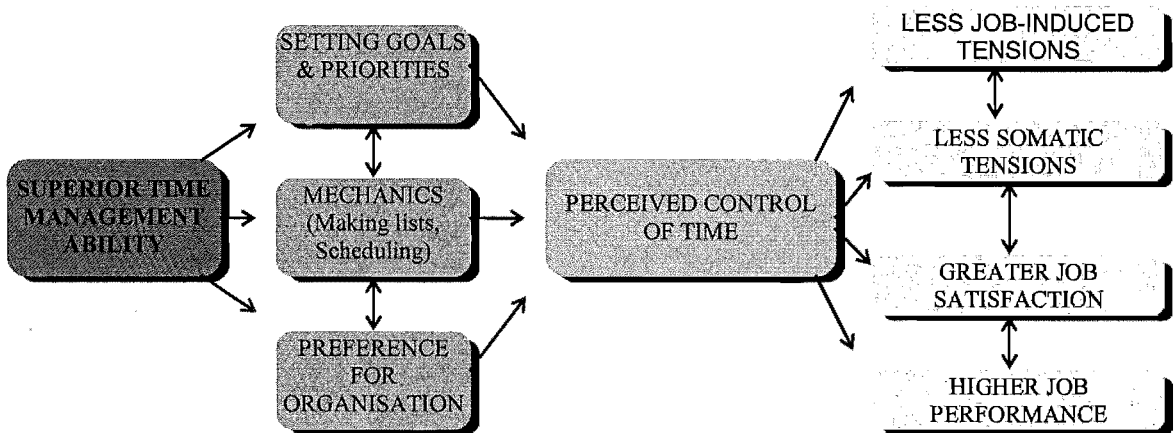 SUPERIOR TIME
MANAGEMENT
ABILITY
SETTING GOALS
& PRIORITIES
MECHANICS
(Making lists,
Scheduling)
PREFERENCE
FOR
ORGANISATION
PERCEIVED CONTROL
OF TIME
LESS JOB-INDUCED
TENSIONS
LESS SOMATIC
TENSIONS
GREATER JOB
SATISFACTION
HIGHER JOB
PERFORMANCE